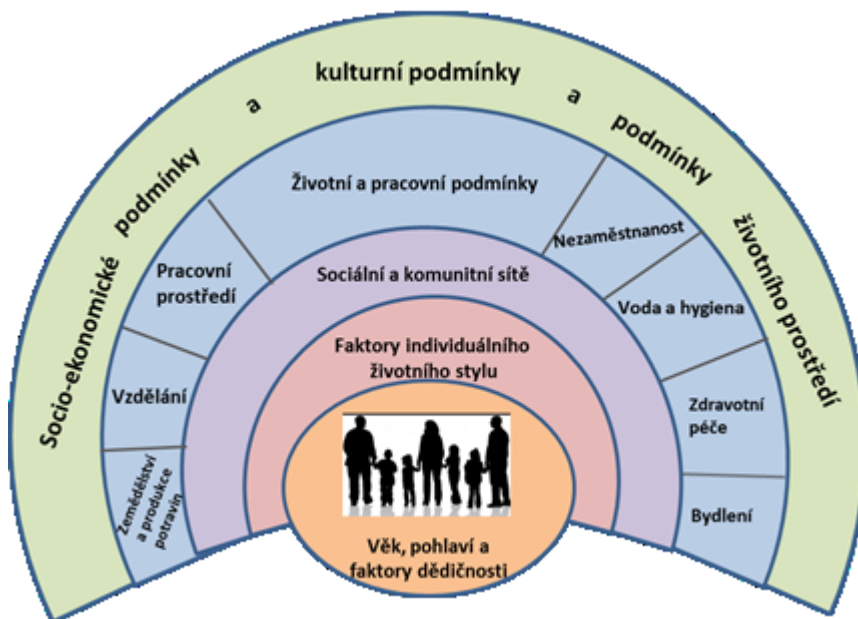 Socio-ekonomické podmínky a kulturní podmínky a podmínky životního prostředí
Životní a pracovní podmínky
Nezaměstnanost
Pracovní
prostředí
Sociální a komunitní sítě
Voda a hygiena
Faktory individuálního
životního stylu
Vzdělání
Zdravotní
péče
Zemědělství
a produkce
potravin
Bydlení
Věk, pohlaví a
faktory dědičnosti